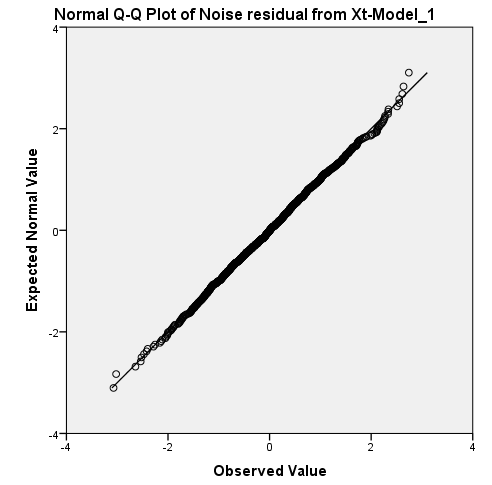 Normal Q-Q Plot of Noise residual from Xt-Model_1
4
2
0
-2
-4
Expected Normal Value
-4 -2 0 2 4
Observed Value